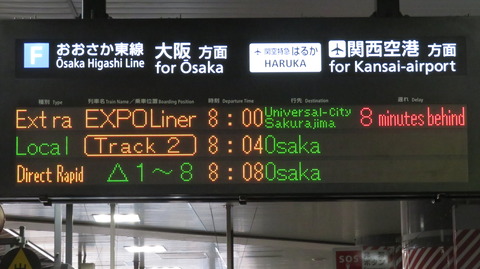 F おおさか東線 大阪 方面 関空特急 はるか 関西空港 方面
Ōsaka Higashi Line for Ōsaka HARUKA for Kansai-airport
種別 Type 列車名 Train Name / 乗車位置 Boarding Position 時刻 Departure Time 行先 Destination 遅れ Delay
Extra EXPOLiner 8:00 Universal-City Sakurajima 8 minutes behind
Local Track 2 8:04 Osaka
Direct Rapid △1～8 8:08 Osaka
SOS